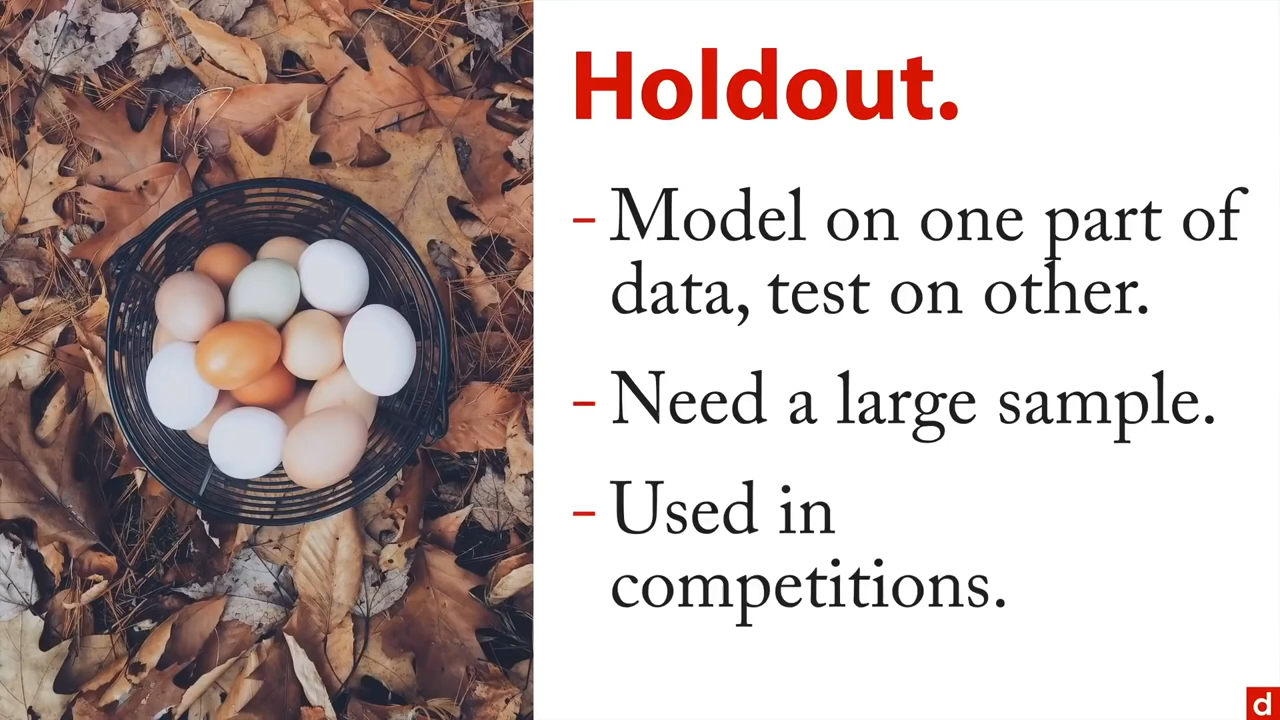 Holdout.
- Model on one part of
data, test on other.
- Need a large sample.
- Used in
competitions.
d